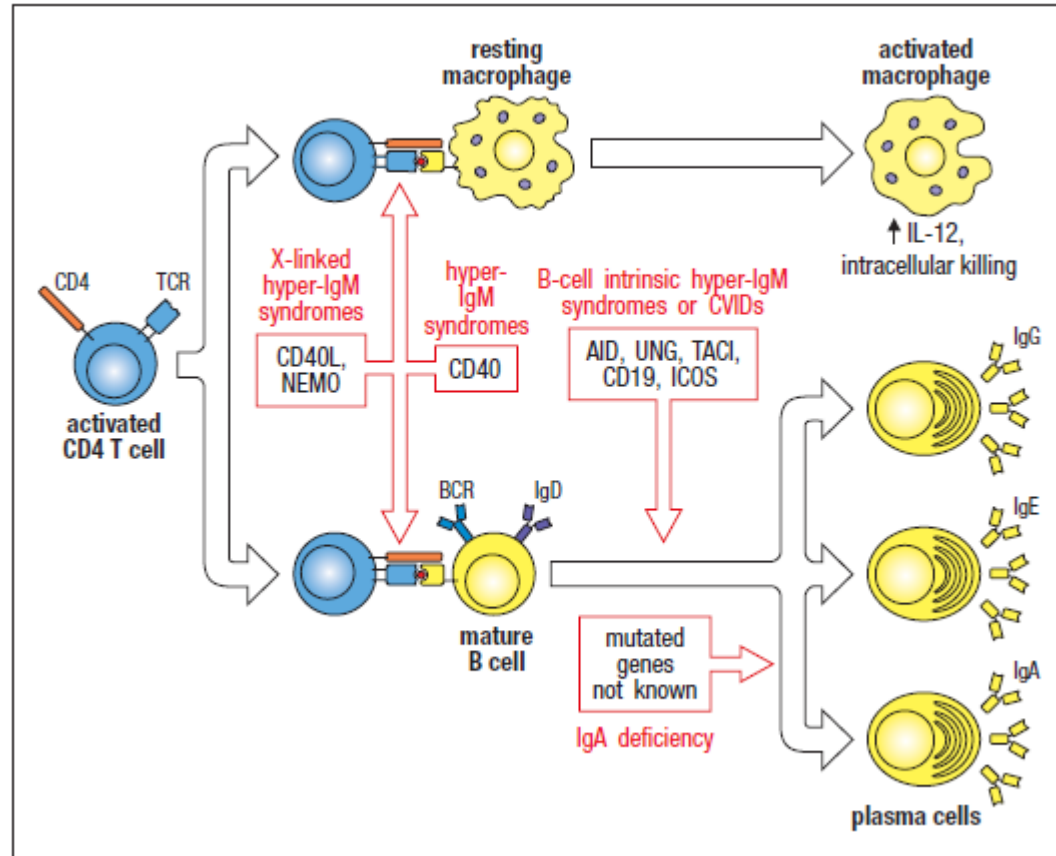 resting
macrophage
activated
macrophage
↑ IL-12,
intracellular killing
CD4
TCR
activated
CD4 T cell
X-linked
hyper-IgM
syndromes
CD40L,
NEMO
hyper-
IgM
syndromes
CD40
B-cell intrinsic hyper-IgM
syndromes or CVIDs
AID, UNG, TACI,
CD19, ICOS
BCR
IgD
mature
B cell
mutated
genes
not known
IgA deficiency
IgG
IgE
IgA
plasma cells